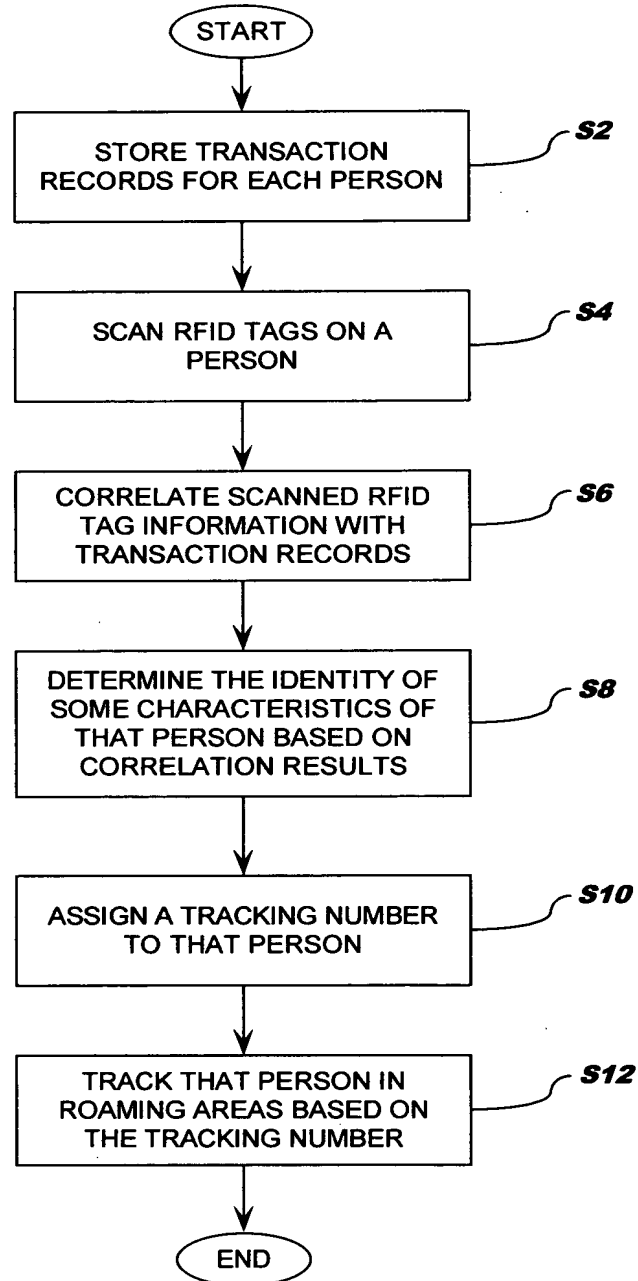 START
STORE TRANSACTION
RECORDS FOR EACH PERSON
S2
SCAN RFID TAGS ON A
PERSON
S4
CORRELATE SCANNED RFID
TAG INFORMATION WITH
TRANSACTION RECORDS
S6
DETERMINE THE IDENTITY OF
SOME CHARACTERISTICS OF
THAT PERSON BASED ON
CORRELATION RESULTS
S8
ASSIGN A TRACKING NUMBER
TO THAT PERSON
S10
TRACK THAT PERSON IN
ROAMING AREAS BASED ON
THE TRACKING NUMBER
S12
END